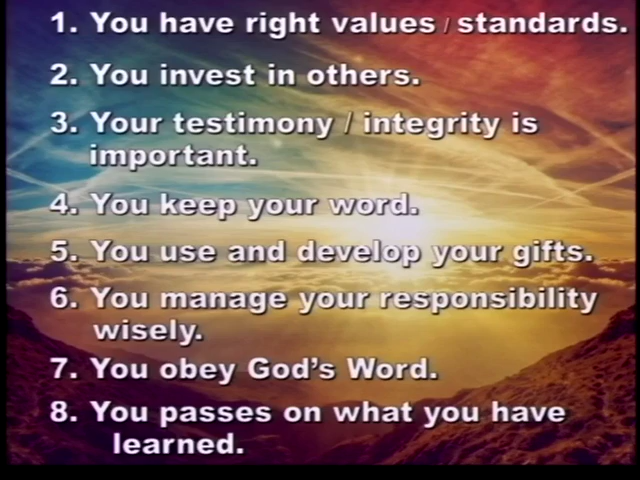 1. You have right values / standards.
2. You invest in others.
3. Your testimony / integrity is
important.
4. You keep your word.
5. You use and develop your gifts.
6. You manage your responsibility
wisely.
7. You obey God's Word.
8. You passes on what you have
learned.